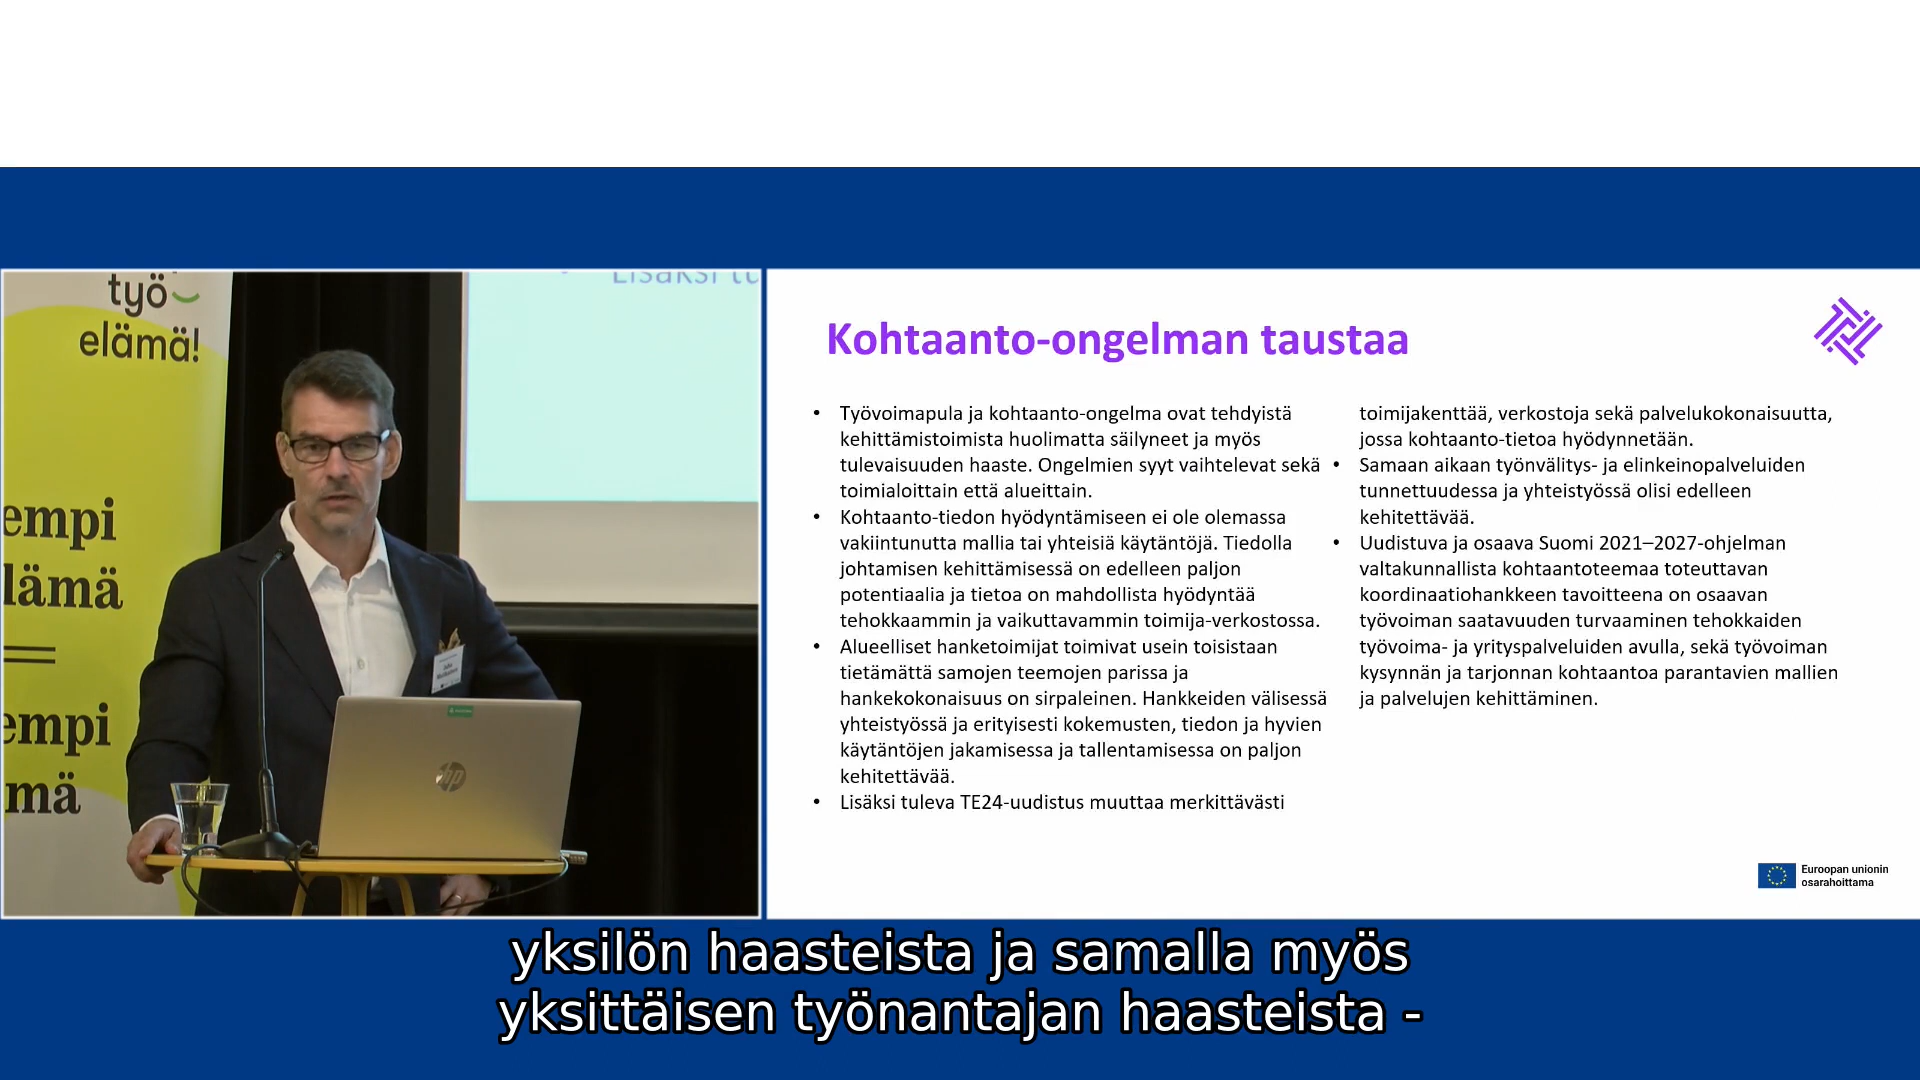 työ
elämä!
empi
lämä
empi
mä
Lisäksi tu
hp
Kohtaanto-ongelman taustaa
• Työvoimapula ja kohtaanto-ongelma ovat tehdyistä
kehittämistoimista huolimatta säilyneet ja myös
tulevaisuuden haaste. Ongelmien syyt vaihtelevat sekä
toimialoittain että alueittain.
• Kohtaanto-tiedon hyödyntämiseen ei ole olemassa
vakiintunutta mallia tai yhteisiä käytäntöjä. Tiedolla
johtamisen kehittämisessä on edelleen paljon
potentiaalia ja tietoa on mahdollista hyödyntää
tehokkaammin ja vaikuttavammin toimija-verkostossa.
• Alueelliset hanketoimijat toimivat usein toisistaan
tietämättä samojen teemojen parissa ja
hankekokonaisuus on sirpaleinen. Hankkeiden välisessä
yhteistyössä ja erityisesti kokemusten, tiedon ja hyvien
käytäntöjen jakamisessa ja tallentamisessa on paljon
kehitettävää.
• Lisäksi tuleva TE24-uudistus muuttaa merkittävästi
toimijakenttää, verkostoja sekä palvelukokonaisuutta,
jossa kohtaanto-tietoa hyödynnetään.
• Samaan aikaan työnvälitys- ja elinkeinopalveluiden
tunnettuudessa ja yhteistyössä olisi edelleen
kehitettävää.
• Uudistuva ja osaava Suomi 2021–2027-ohjelman
valtakunnallista kohtaantoteemaa toteuttavan
koordinaatiohankkeen tavoitteena on osaavan
työvoiman saatavuuden turvaaminen tehokkaiden
työvoima- ja yrityspalveluiden avulla, sekä työvoiman
kysynnän ja tarjonnan kohtaantoa parantavien mallien
ja palvelujen kehittäminen.
Euroopan unionin
osarahoittama
yksilön haasteista ja samalla myös
yksittäisen työnantajan haasteista -